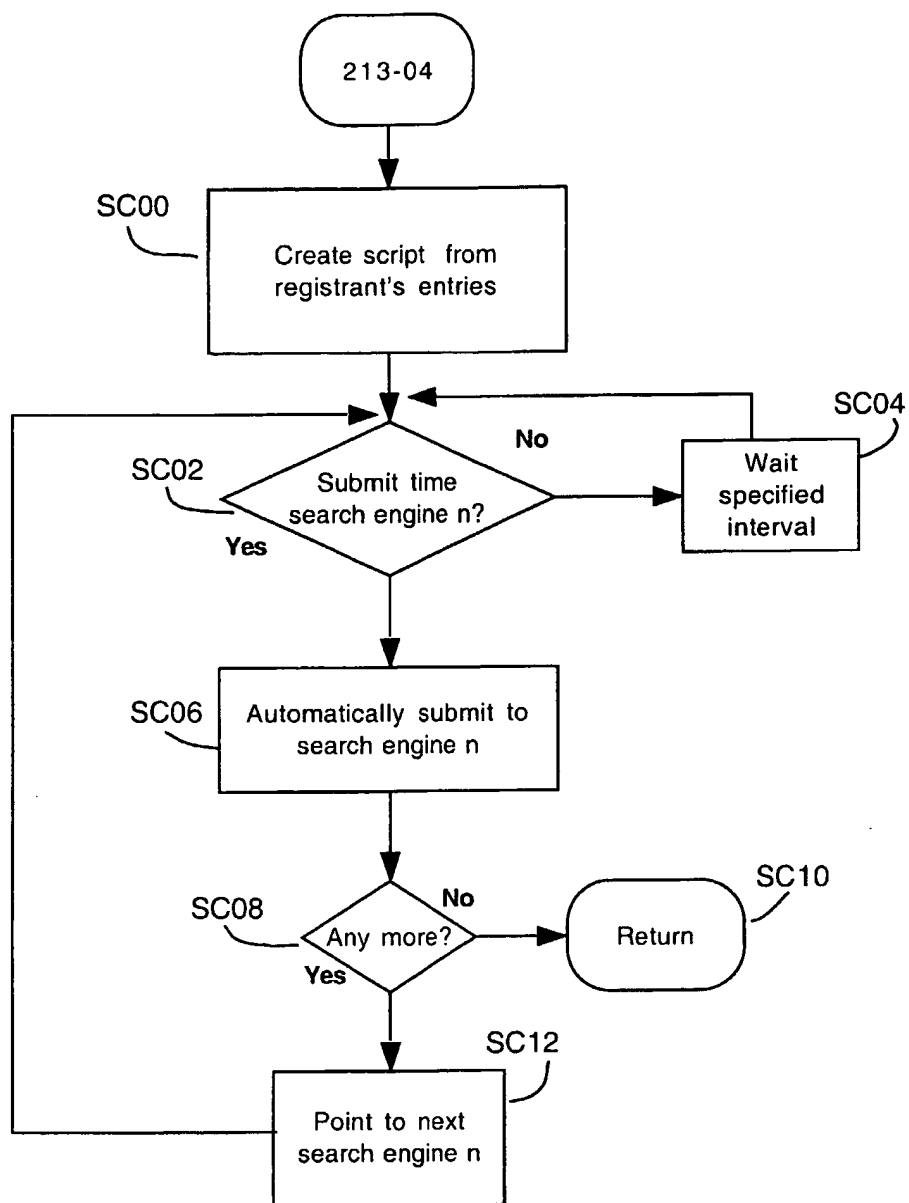 213-04
SC00
Create script from
registrant's entries
SC04
No
Wait
specified
interval
SC02
Submit time
search engine n?
Yes
SC06
Automatically submit to
search engine n
SC10
No
SC08
Any more?
Return
Yes
SC12
Point to next
search engine n